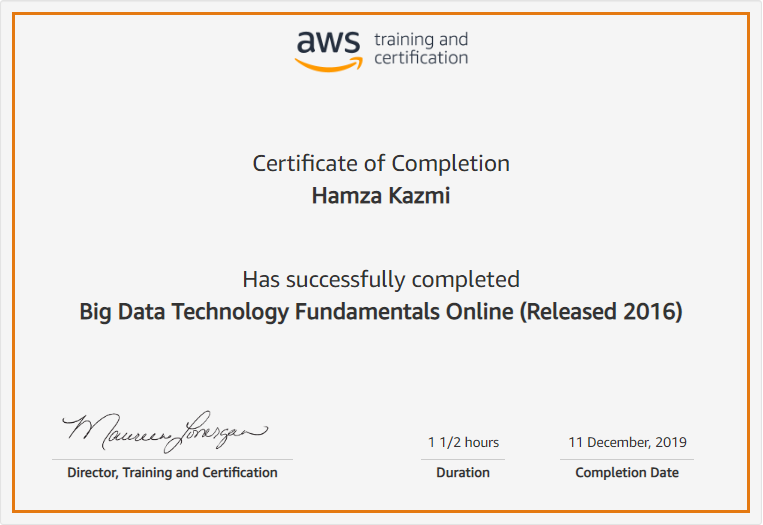 aws training and
certification
Certificate of Completion
Hamza Kazmi
Has successfully completed
Big Data Technology Fundamentals Online (Released 2016)
Maureen Lonergan
Director, Training and Certification
1 1/2 hours
Duration
11 December, 2019
Completion Date